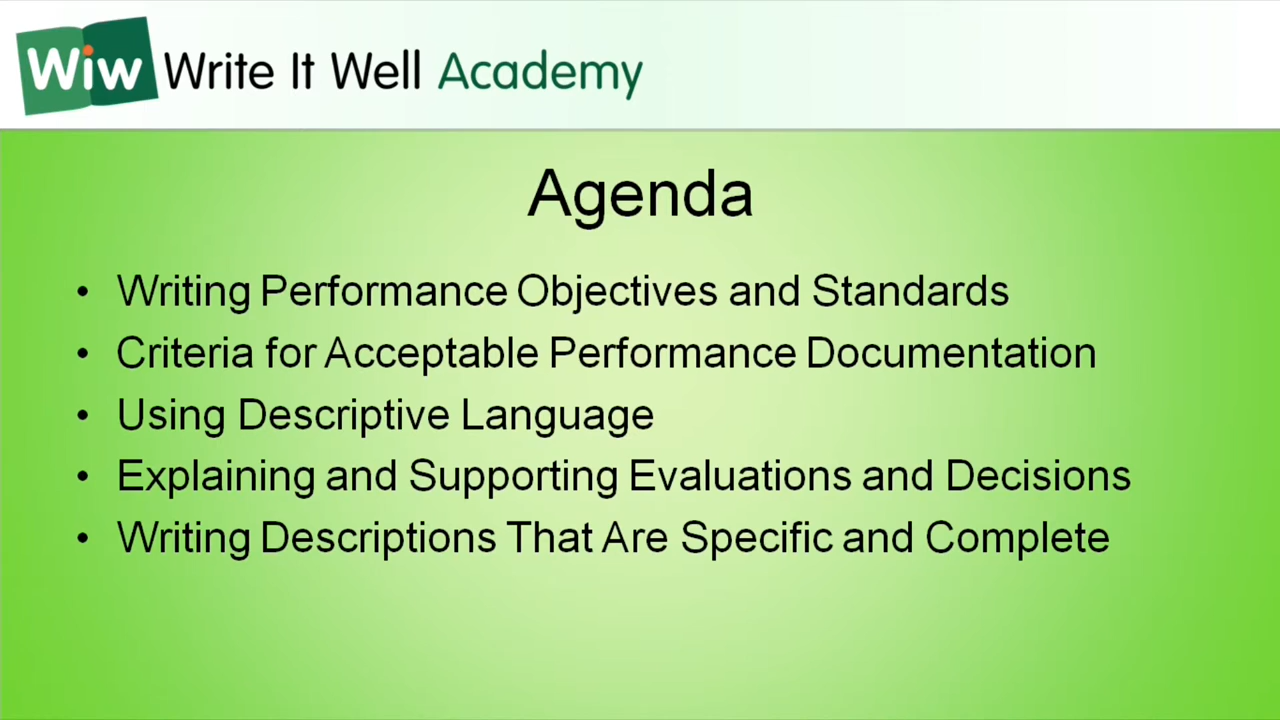 Wiw Write It Well Academy
Agenda
• Writing Performance Objectives and Standards
• Criteria for Acceptable Performance Documentation
• Using Descriptive Language
• Explaining and Supporting Evaluations and Decisions
• Writing Descriptions That Are Specific and Complete